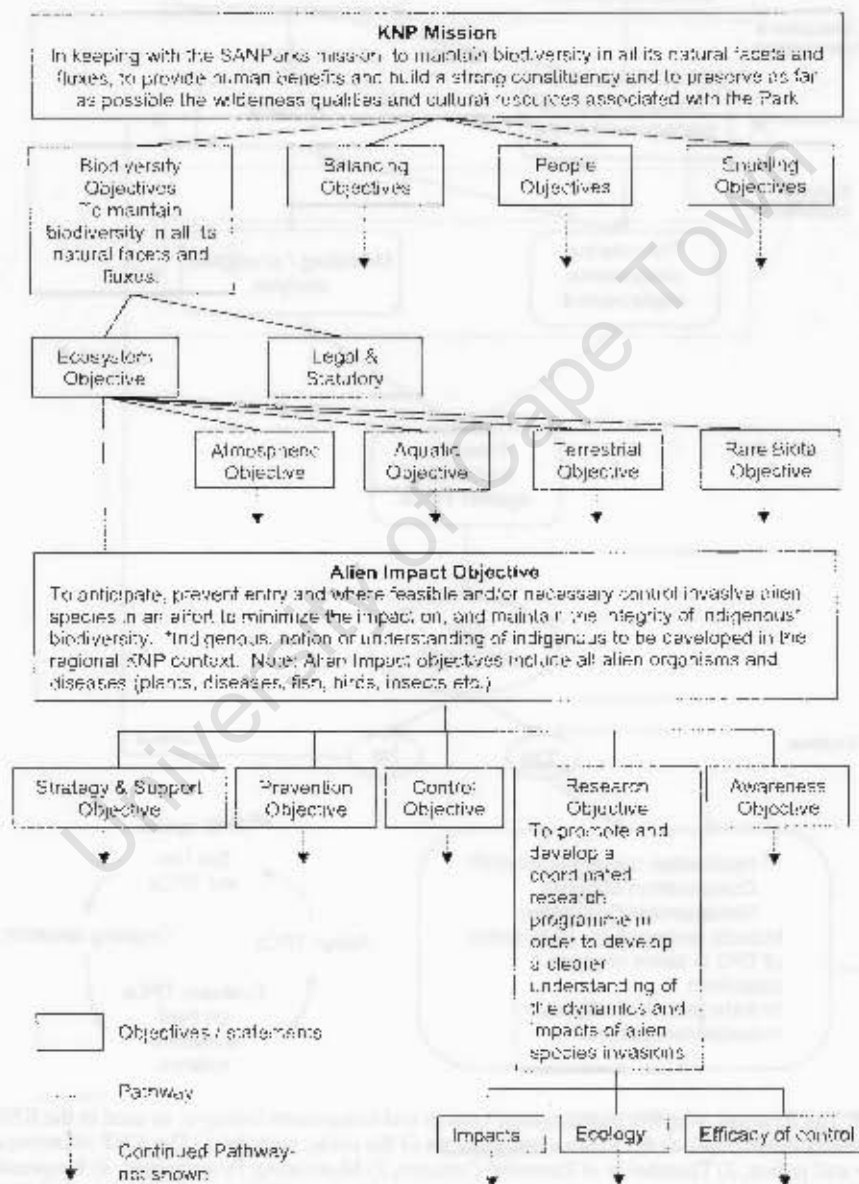 KNP Mission
In keeping with the SANParks mission, to maintain biodiversity in all its natural facets and
fluxes, to provide human benefits and build a strong constituency and to preserve as far
as possible the wilderness qualities and cultural resources associated with the Park
Biodiversity
Objectives
To maintain
biodiversity in all its
natural facets and
fluxes.
Balancing
Objectives
People
Objectives
Enabling
Objectives
Ecosystem
Objective
Legal &
Statutory
Atmospheric
Objective
Aquatic
Objective
Terrestrial
Objective
Rare Biota
Objective
Alien Impact Objective
To anticipate, prevent entry and where feasible and/or necessary control invasive alien
species in an effort to minimize the impact on, and maintain the integrity of indigenous*
biodiversity. *Indigenous: notion or understanding of indigenous to be developed in the
regional KNP context. Note: Alien Impact objectives include all alien organisms and
diseases (plants, diseases, fish, birds, insects etc.)
Strategy & Support
Objective
Prevention
Objective
Control
Objective
Research
Objective
To promote and
develop a
coordinated
research
programme in
order to develop
a clearer
understanding of
the dynamics and
impacts of alien
species invasions
Awareness
Objective
Objectives / statements
Pathway
Continued Pathway-
not shown
Impacts
Ecology
Efficacy of control
University of Cape Town